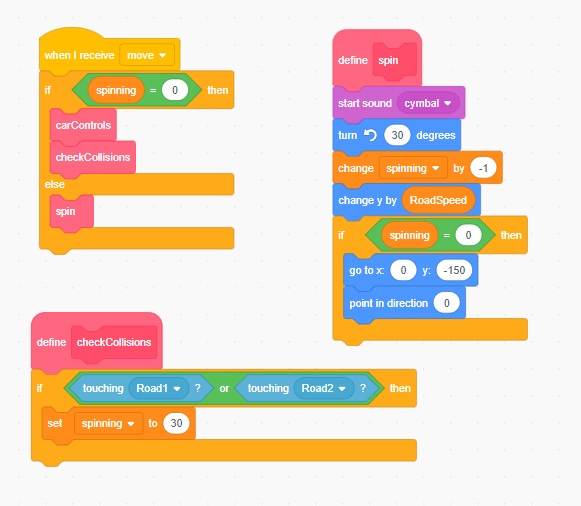 when I receive move
if spinning = 0 then
carControls
checkCollisions
else
spin
define spin
start sound cymbal
turn 30 degrees
change spinning by -1
change y by RoadSpeed
if spinning = 0 then
go to x: 0 y: -150
point in direction 0
define checkCollisions
if touching Road1 ? or touching Road2 ? then
set spinning to 30